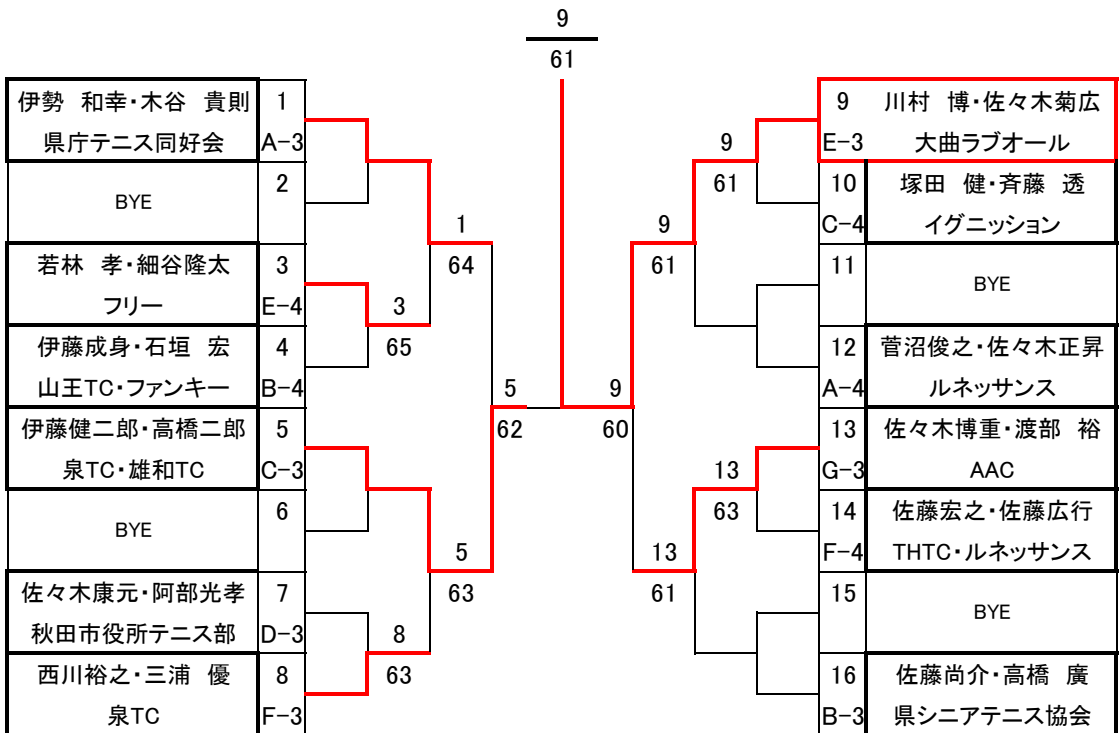 9
61
伊勢 和幸・木谷 貴則 1
県庁テニス同好会 A-3
BYE 2
若林 孝・細谷隆太 3
フリー E-4
伊藤成身・石垣 宏 4
山王TC・ファンキー B-4
伊藤健二郎・高橋二郎 5
泉TC・雄和TC C-3
BYE 6
佐々木康元・阿部光孝 7
秋田市役所テニス部 D-3
西川裕之・三浦 優 8
泉TC F-3
3
65
8
63
1
64
5
63
5
62
9
60
9
61
13
61
9
61
13
63
9 川村 博・佐々木菊広
E-3 大曲ラブオール
10 塚田 健・斉藤 透
C-4 イグニッション
11 BYE
12 菅沼俊之・佐々木正昇
A-4 ルネッサンス
13 佐々木博重・渡部 裕
G-3 AAC
14 佐藤宏之・佐藤広行
F-4 THTC・ルネッサンス
15 BYE
16 佐藤尚介・高橋 廣
B-3 県シニアテニス協会